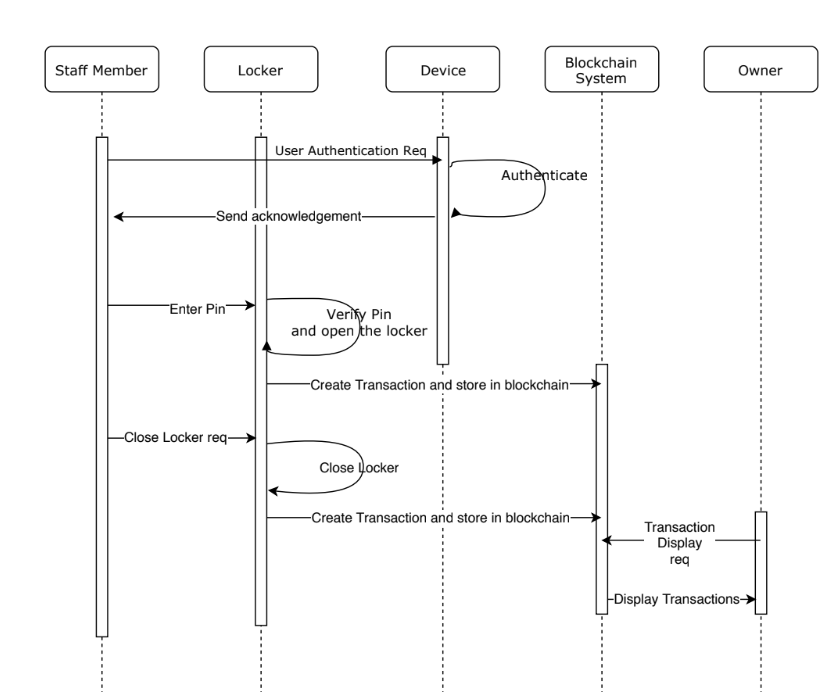 Staff Member
Locker
Device
Blockchain
System
Owner
User Authentication Req
Authenticate
Send acknowledgement
Enter Pin
Verify Pin
and open the locker
Create Transaction and store in blockchain
Close Locker req
Close Locker
Create Transaction and store in blockchain
Transaction
Display
req
Display Transactions